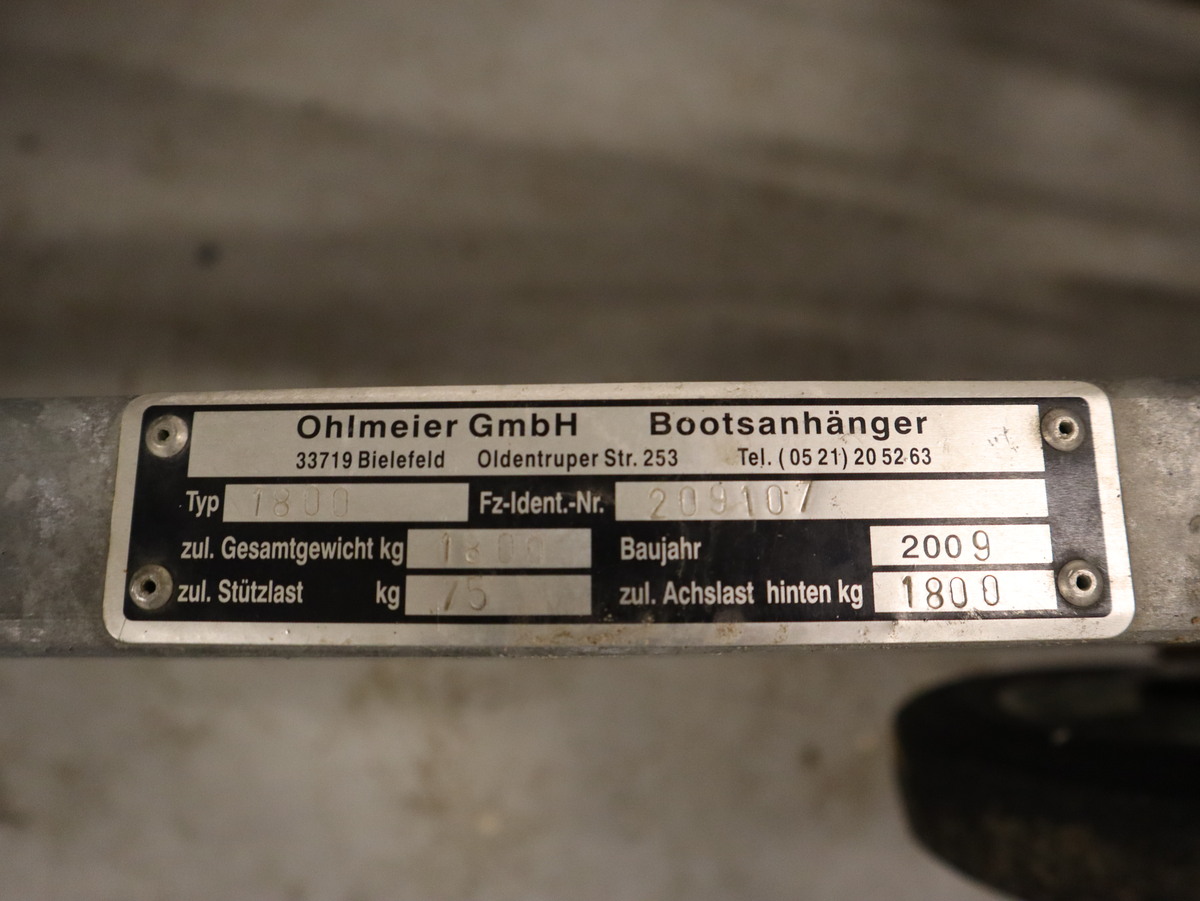 Ohlmeier GmbH Bootsanhänger
33719 Bielefeld Oldentruper Str. 253 Tel. (05 21) 20 52 63
Typ 1800 Fz-Ident.-Nr. 209107
zul. Gesamtgewicht kg 1800 Baujahr 2009
zul. Stützlast kg 75 zul. Achslast hinten kg 1800